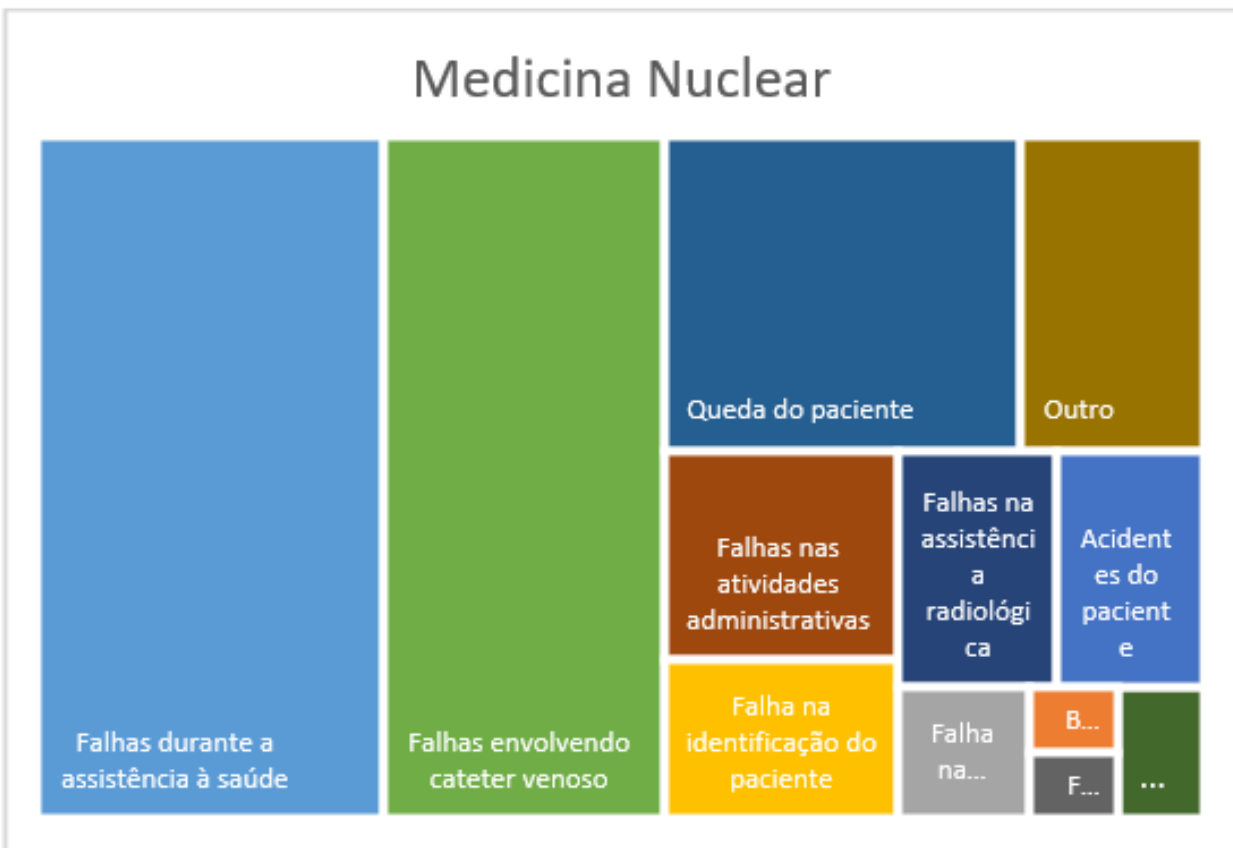 Medicina Nuclear
Falhas durante a
assistência à saúde
Falhas envolvendo
cateter venoso
Queda do paciente
Outro
Falhas nas
atividades
administrativas
Falha na
identificação do
paciente
Falhas na
assistênci
a
radiológi
ca
Acident
es do
pacient
e
Falha
na...
B...
F...
...